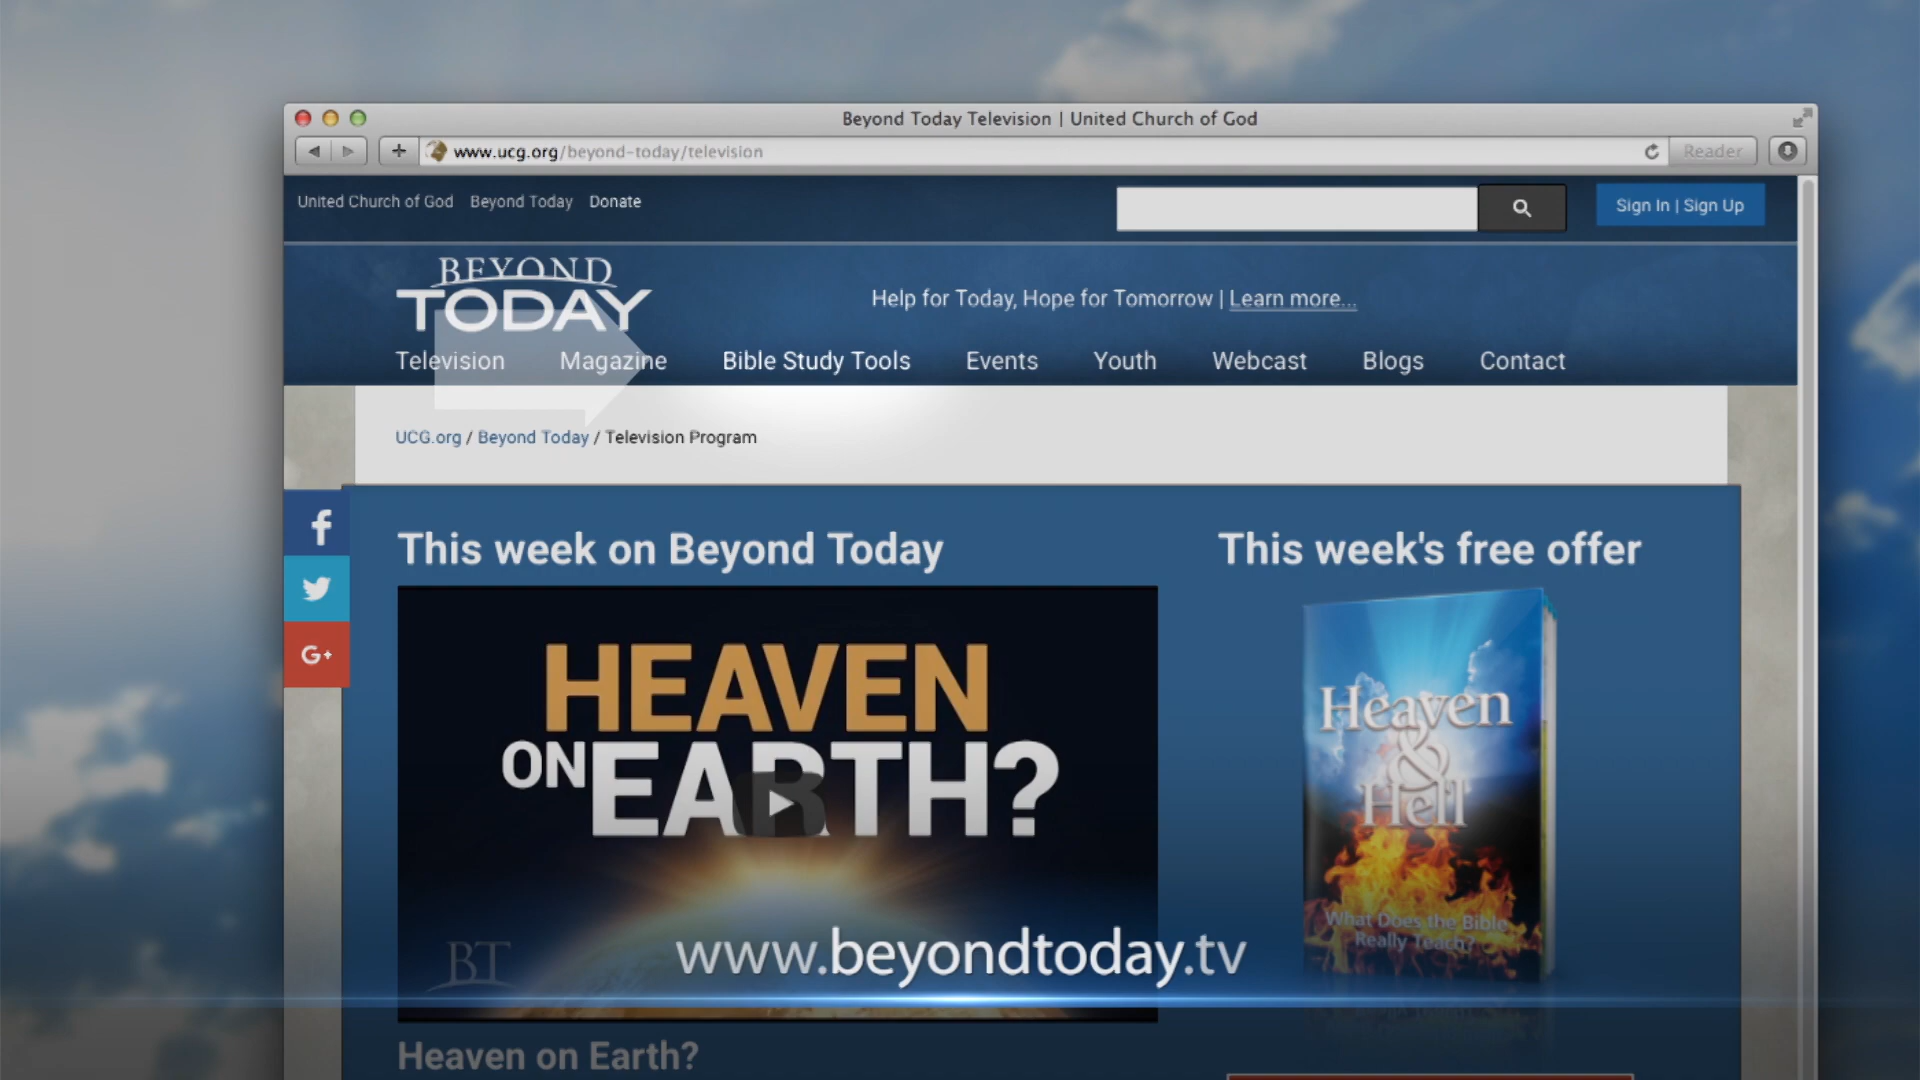 Beyond Today Television | United Church of God
www.ucg.org/beyond-today/television
Reader
United Church of God Beyond Today Donate
Sign In | Sign Up
BEYOND
TODAY
Help for Today, Hope for Tomorrow | Learn more...
Television Magazine Bible Study Tools Events Youth Webcast Blogs Contact
UCG.org / Beyond Today / Television Program
This week on Beyond Today
This week's free offer
HEAVEN
ON EARTH?
Heaven
&
Hell
What Does the Bible
Really Teach?
BT
www.beyondtoday.tv
Heaven on Earth?